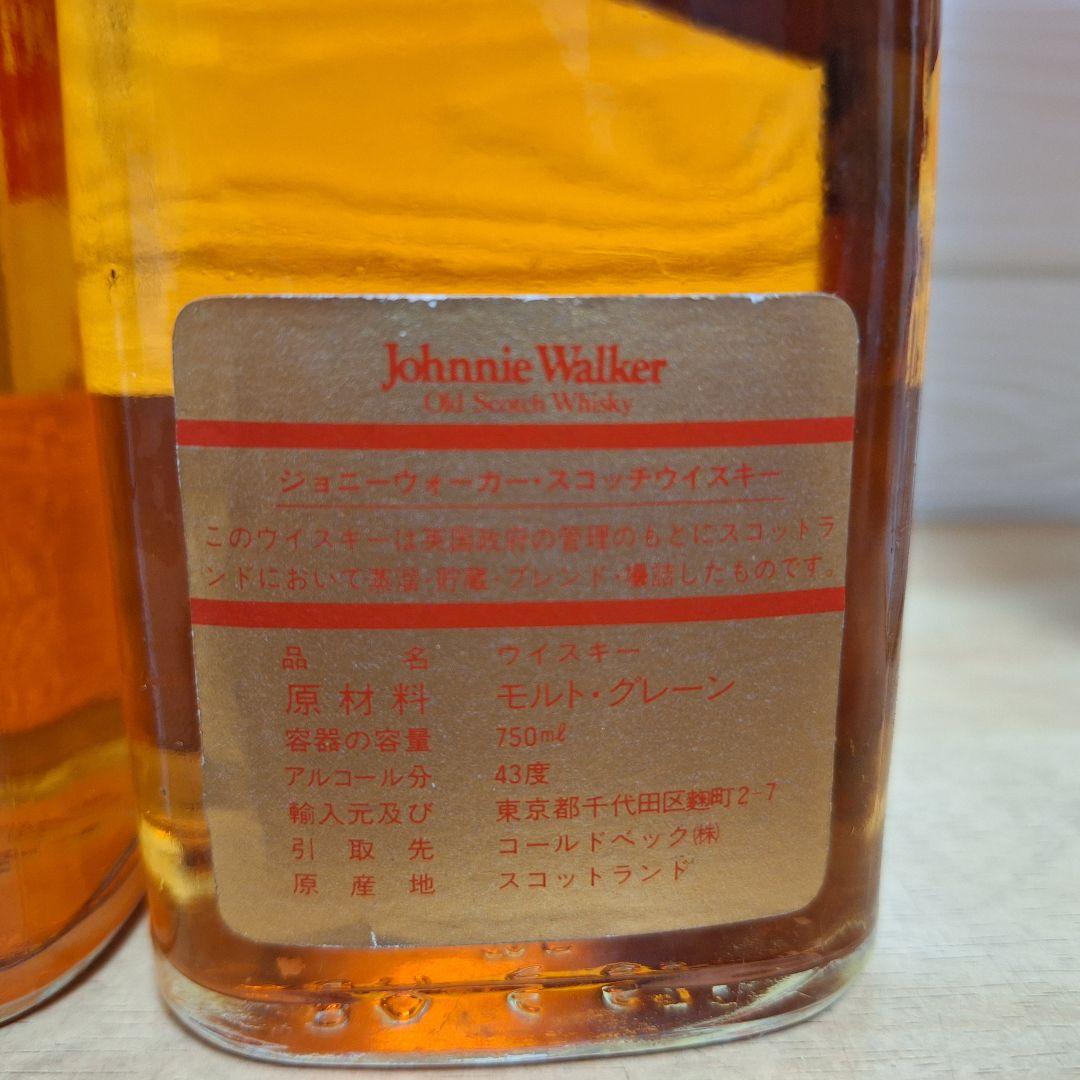 Johnnie Walker
Old Scotch Whisky
ジョニーウォーカー・スコッチウイスキー
このウイスキーは英国政府の管理のもとにスコットラ
ンドにおいて蒸溜・貯蔵・ブレンド・壜詰したものです。
品名 ウイスキー
原材料 モルト・グレーン
容器の容量 750mℓ
アルコール分 43度
輸入元及び 東京都千代田区麹町2-7
引取先 コールドベック㈱
原産地 スコットランド